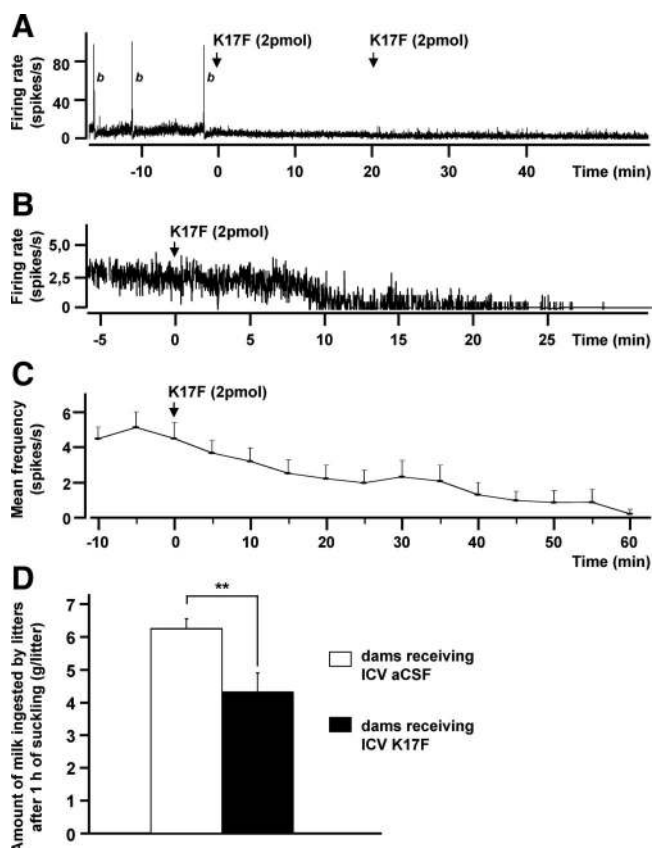 A
K17F (2pmol) K17F (2pmol)
Firing rate
(spikes/s)
80
40
0
b b b
-10 0 10 20 30 40 Time (min)
B
K17F (2pmol)
Firing rate
(spikes/s)
5,0
2,5
0
-5 0 5 10 15 20 25 Time (min)
C
K17F (2pmol)
Mean frequency
(spikes/s)
6
4
2
0
-10 0 10 20 30 40 50 60
Time (min)
D
Amount of milk ingested by litters
after 1 h of suckling (g/litter)
7
6
5
4
3
2
1
0
**
dams receiving
ICV aCSF
dams receiving
ICV K17F